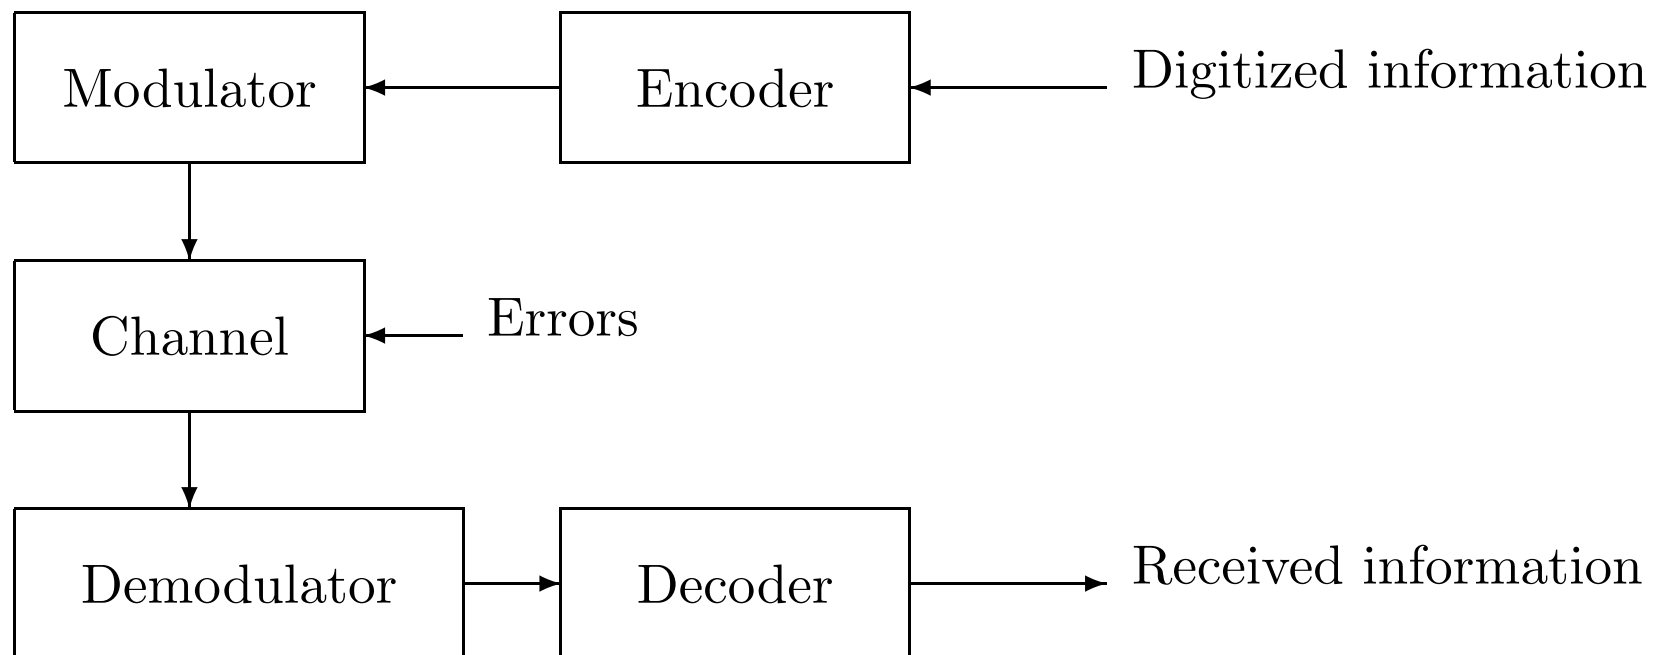 Modulator
Encoder
Digitized information
Channel
Errors
Demodulator
Decoder
Received information